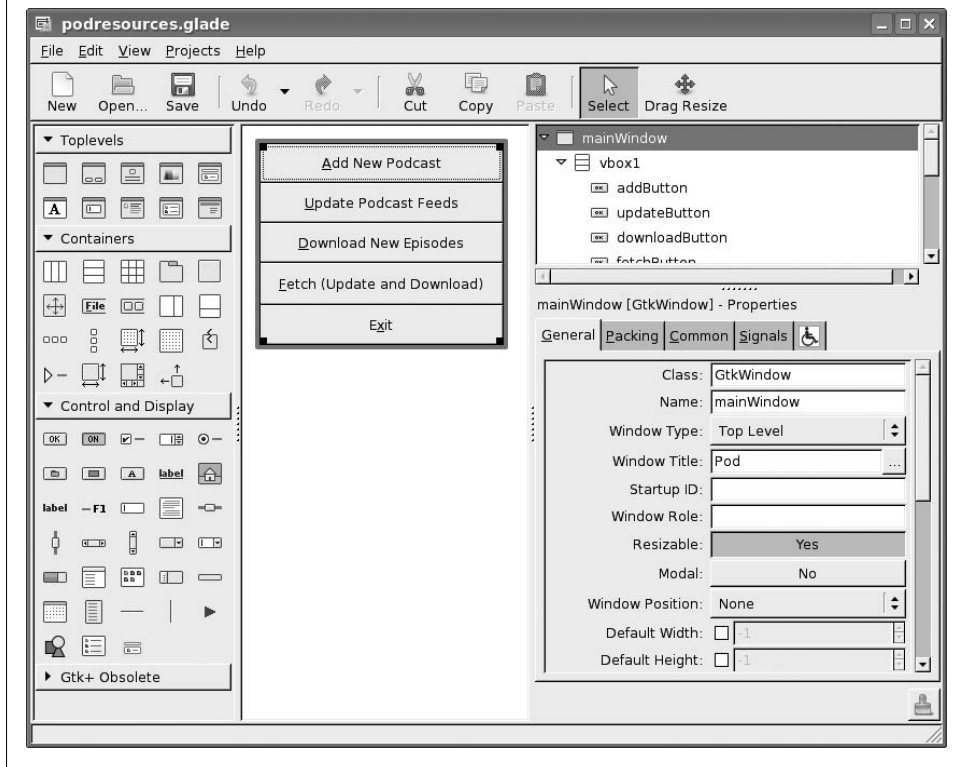 podresources.glade
File Edit View Projects Help
New Open... Save Undo Redo Cut Copy Paste Select Drag Resize
Toplevels
A
Containers
File
Control and Display
OK ON
A label
label F1
Gtk+ Obsolete
Add New Podcast
Update Podcast Feeds
Download New Episodes
Fetch (Update and Download)
Exit
mainWindow
vbox1
OK addButton
OK updateButton
OK downloadButton
fetchButton
mainWindow [GtkWindow] - Properties
General Packing Common Signals
Class: GtkWindow
Name: mainWindow
Window Type: Top Level
Window Title: Pod ...
Startup ID:
Window Role:
Resizable: Yes
Modal: No
Window Position: None
Default Width: -1
Default Height: -1